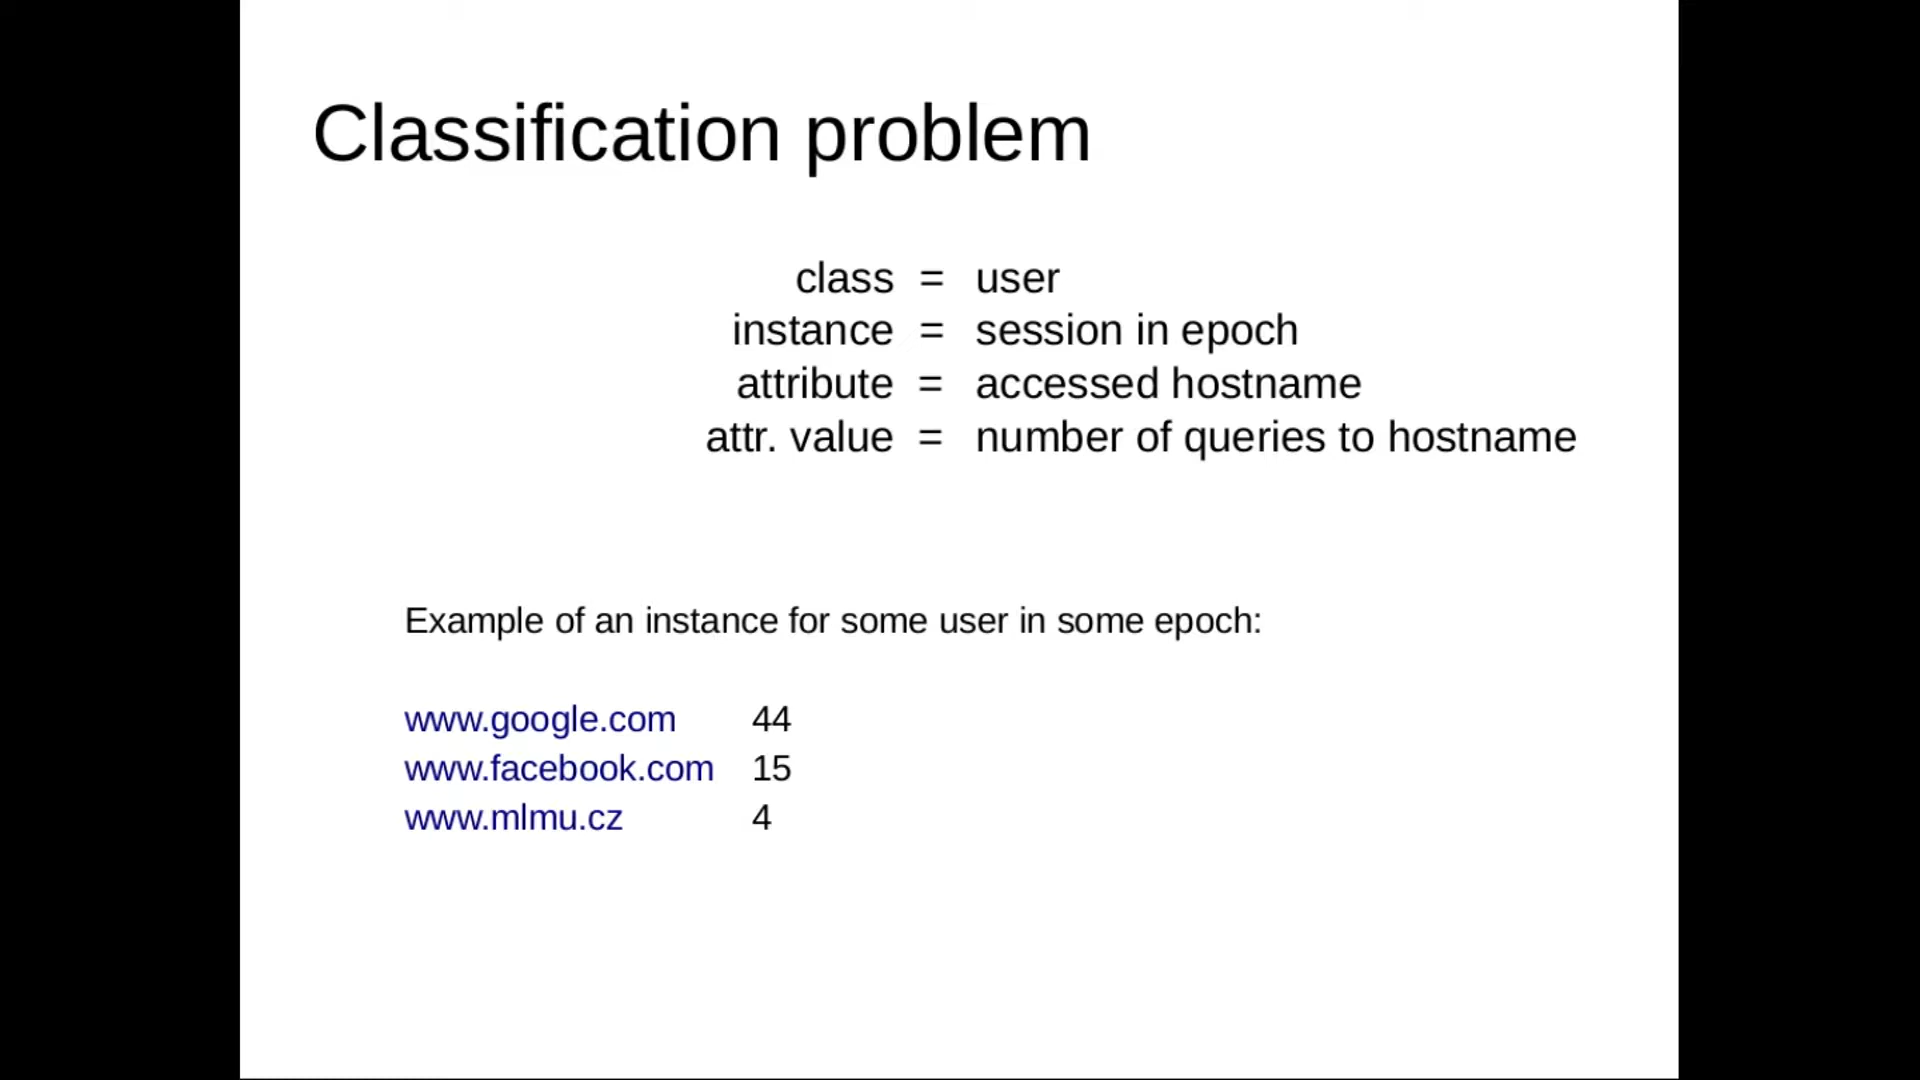 Classification problem
class = user
instance = session in epoch
attribute = accessed hostname
attr. value = number of queries to hostname
Example of an instance for some user in some epoch:
www.google.com 44
www.facebook.com 15
www.mlmu.cz 4